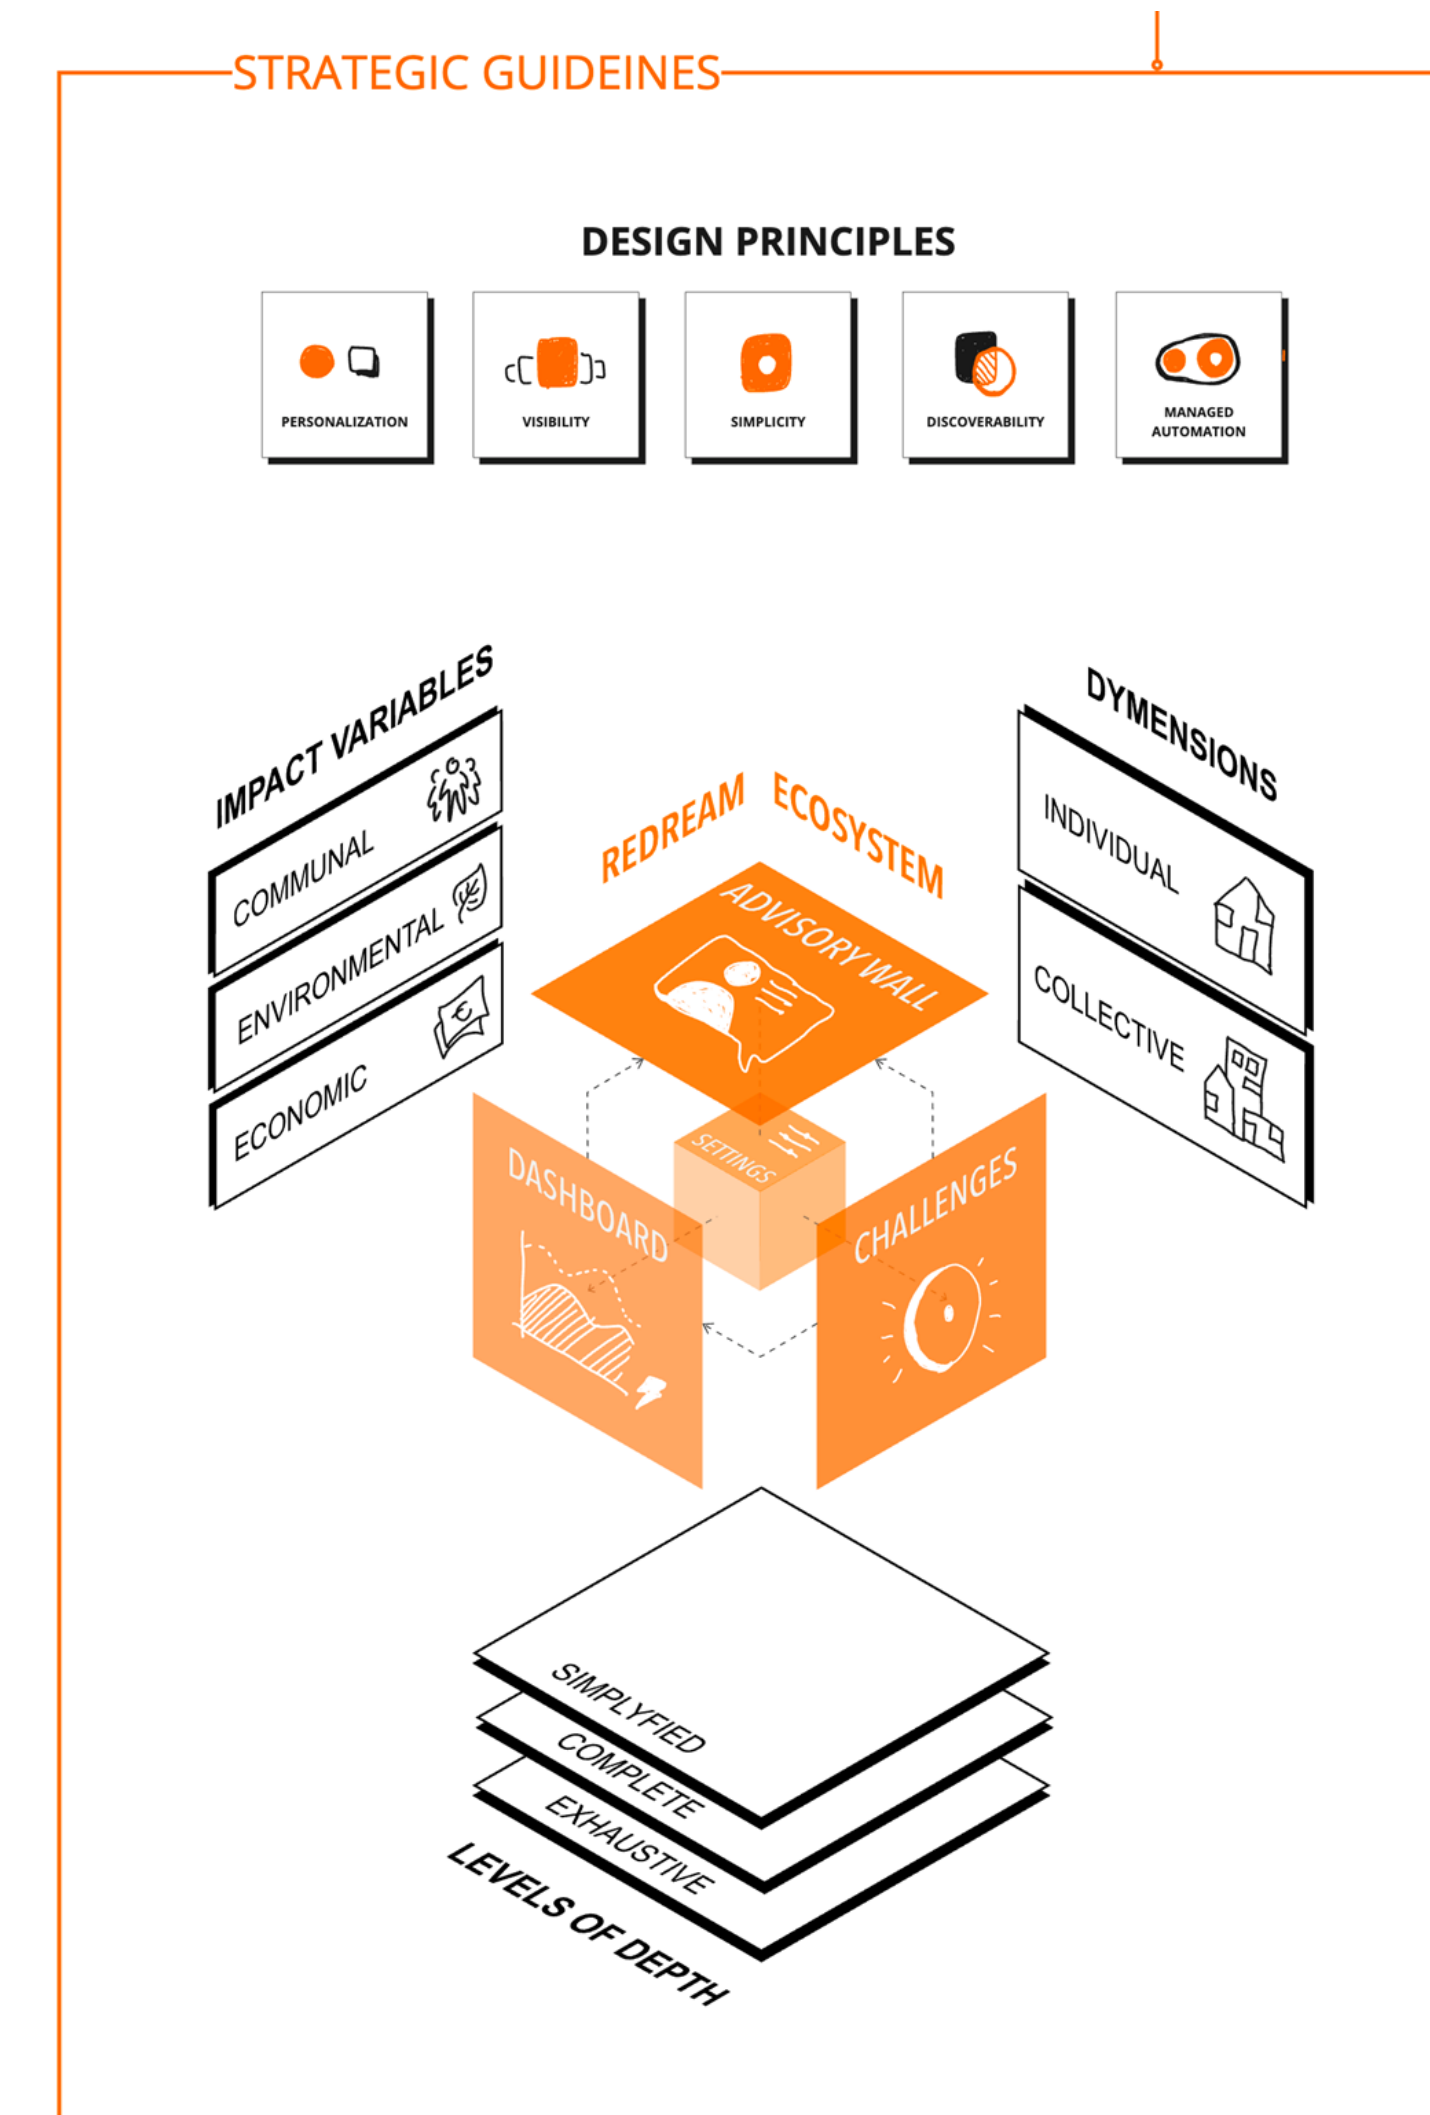 STRATEGIC GUIDEINES
DESIGN PRINCIPLES
PERSONALIZATION
VISIBILITY
SIMPLICITY
DISCOVERABILITY
MANAGED
AUTOMATION
IMPACT VARIABLES
COMMUNAL
ENVIRONMENTAL
ECONOMIC
€
REDREAM ECOSYSTEM
ADVISORY WALL
SETTINGS
DASHBOARD
CHALLENGES
DYMENSIONS
INDIVIDUAL
COLLECTIVE
SIMPLYFIED
COMPLETE
EXHAUSTIVE
LEVELS OF DEPTH